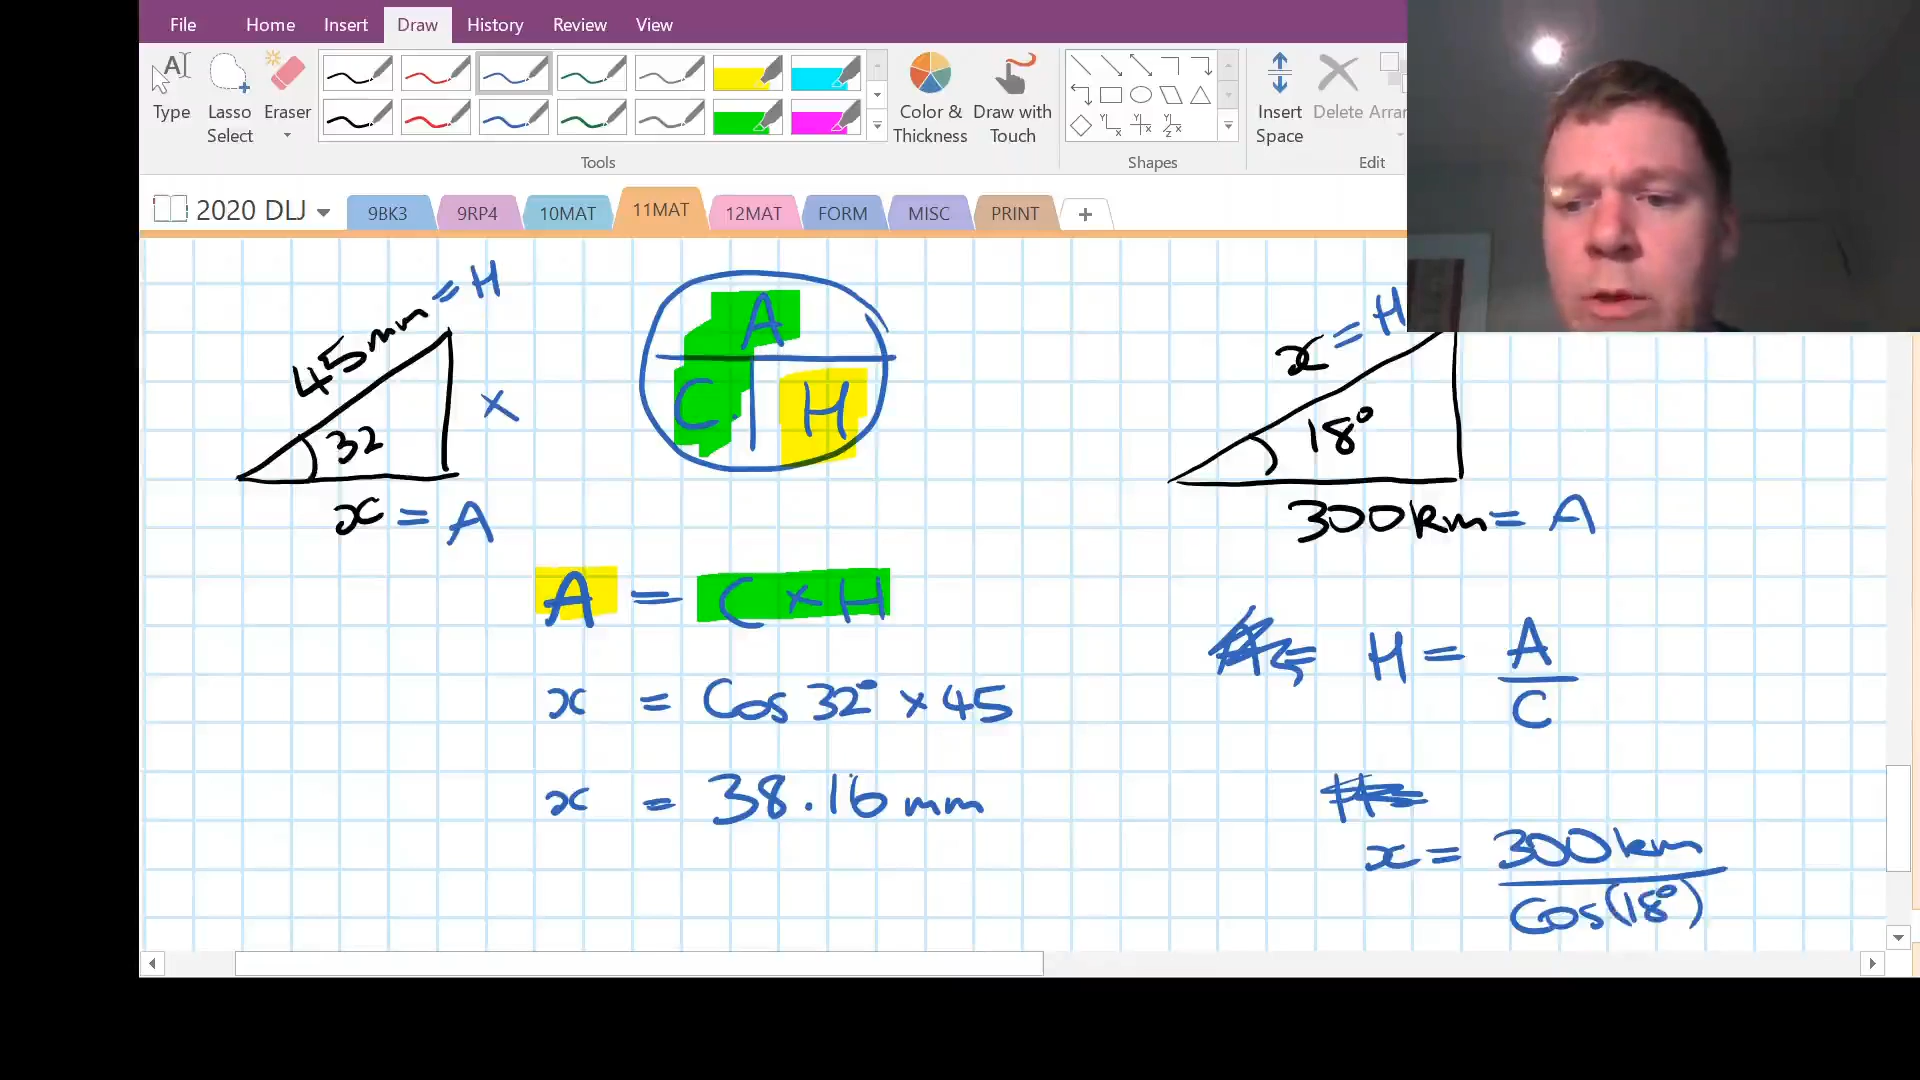 File Home Insert Draw History Review View
Type
Lasso Select
Eraser
Color & Thickness
Draw with Touch
Insert Space
Delete
Arran
Tools
Shapes
Edit
2020 DLJ
9BK3 9RP4 10MAT 11MAT 12MAT FORM MISC PRINT +
45mm = H
32
x
x = A
A
C H
A = C × H
x = Cos 32° × 45
x = 38.16 mm
x = H
18°
300km = A
H = A
C
x = 300km
Cos(18°)